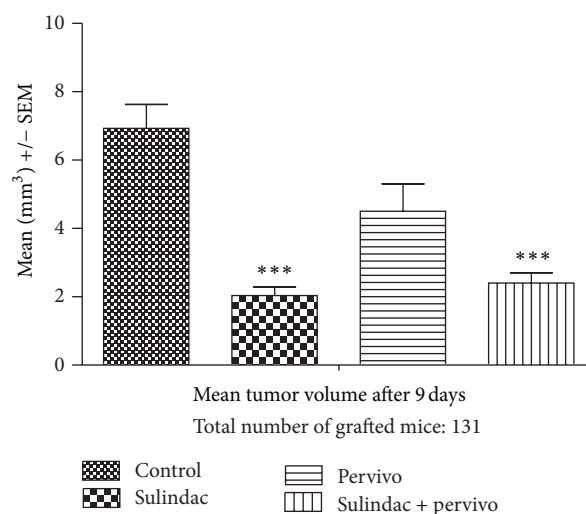 10
8
6
4
2
0
Mean (mm³) +/− SEM
***
***
Mean tumor volume after 9 days
Total number of grafted mice: 131
Control
Sulindac
Pervivo
Sulindac + pervivo